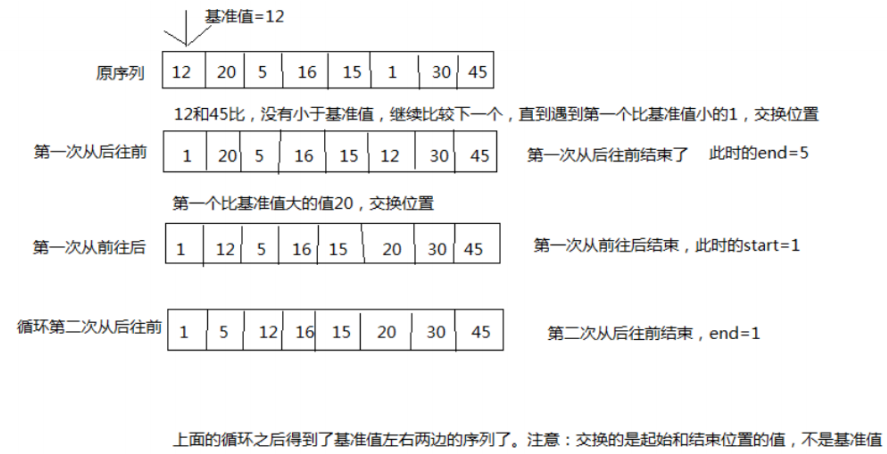 基准值=12
原序列 12 20 5 16 15 1 30 45
12和45比，没有小于基准值，继续比较下一个，直到遇到第一个比基准值小的1，交换位置
第一次从后往前 1 20 5 16 15 12 30 45 第一次从后往前结束了 此时的end=5
第一个比基准值大的值20，交换位置
第一次从前往后 1 12 5 16 15 20 30 45 第一次从前往后结束，此时的start=1
循环第二次从后往前 1 5 12 16 15 20 30 45 第二次从后往前结束，end=1
上面的循环之后得到了基准值左右两边的序列了。注意：交换的是起始和结束位置的值，不是基准值